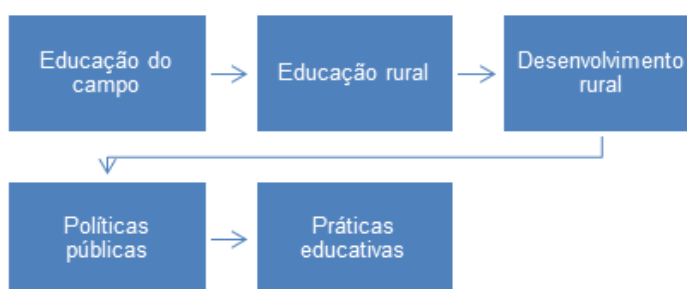 Educação do
campo
Educação rural
Desenvolvimento
rural
Políticas
públicas
Práticas
educativas